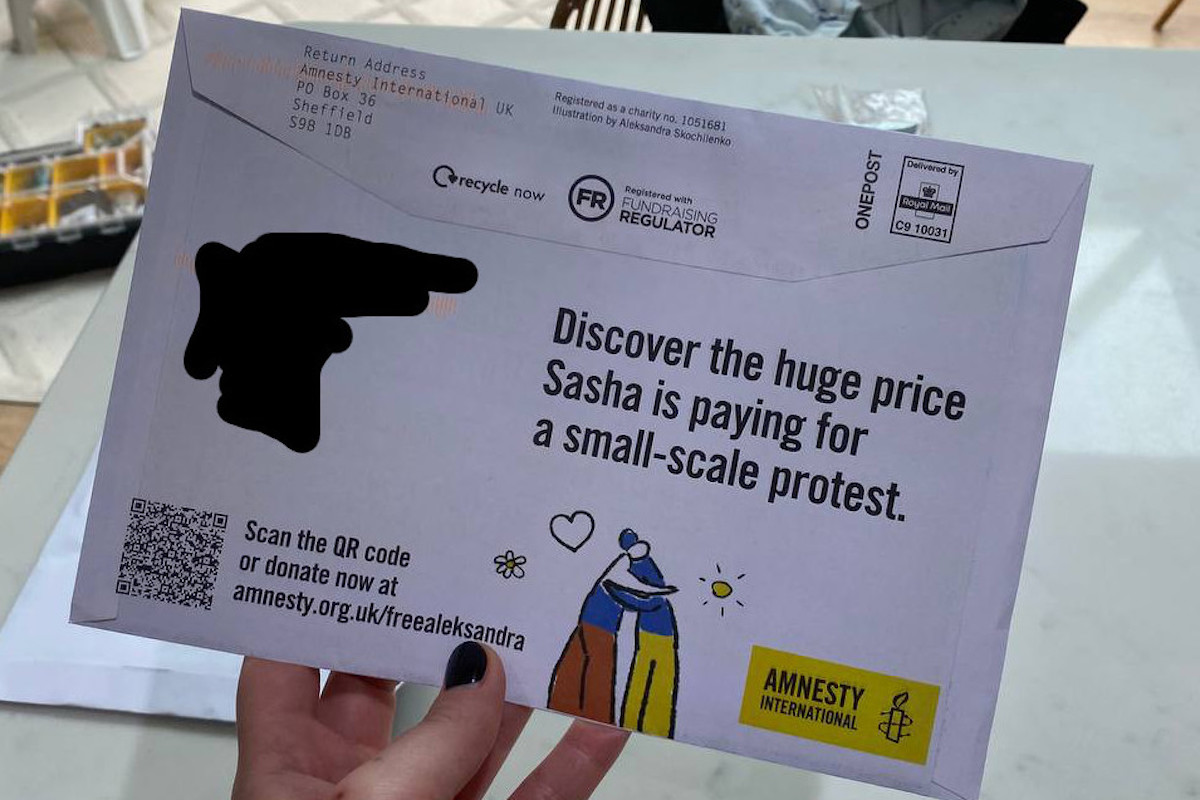 Return Address
Amnesty International UK
PO Box 36
Sheffield
S9B 1DB
Registered as a charity no. 1051681
Illustration by Aleksandra Skochilenko
recycle now
FR
Registered with
FUNDRAISING
REGULATOR
ONEPOST
Delivered by
Royal Mail
C9 10031
Discover the huge price
Sasha is paying for
a small-scale protest.
Scan the QR code
or donate now at
amnesty.org.uk/freealeksandra
AMNESTY
INTERNATIONAL